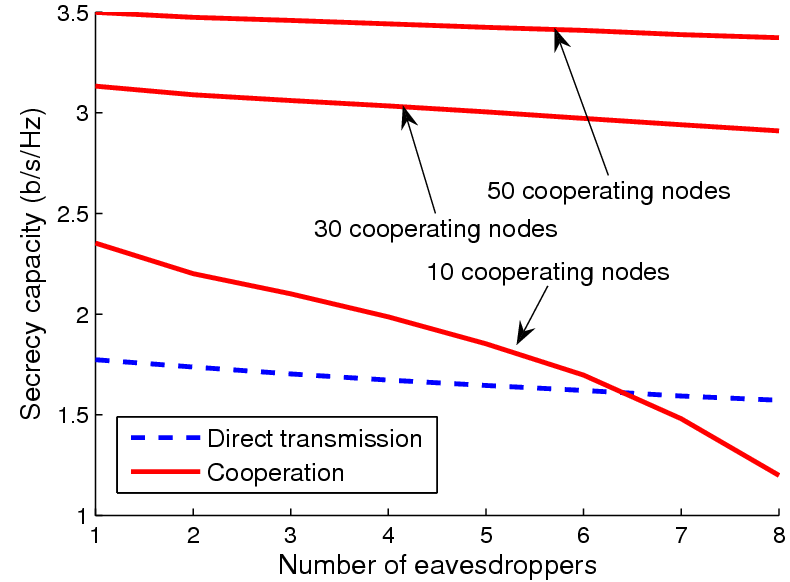 3.5
3
2.5
2
1.5
1
Secrecy capacity (b/s/Hz)
50 cooperating nodes
30 cooperating nodes
10 cooperating nodes
Direct transmission
Cooperation
1 2 3 4 5 6 7 8
Number of eavesdroppers